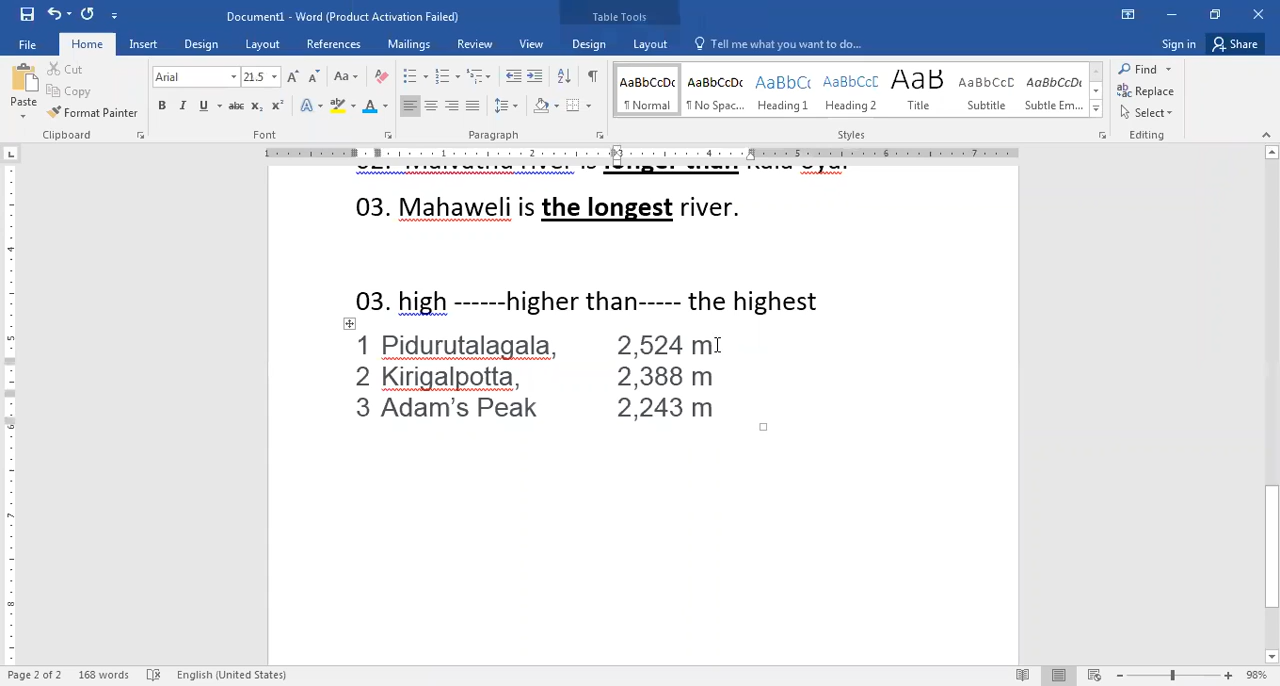 Document1 - Word (Product Activation Failed)
Table Tools
File Home Insert Design Layout References Mailings Review View Design Layout Tell me what you want to do... Sign in Share
Paste
Cut
Copy
Format Painter
Clipboard
Arial 21.5
Font
Paragraph
AaBbCcDc ¶ Normal
AaBbCcDc ¶ No Spac...
AaBbC( Heading 1
AaBbCcD Heading 2
AaB Title
AaBbCcD Subtitle
AaBbCcDc Subtle Em...
Styles
Find
Replace
Select
Editing
longer than
03. Mahaweli is the longest river.
03. high ------higher than----- the highest
1 Pidurutalagala, 2,524 m
2 Kirigalpotta, 2,388 m
3 Adam’s Peak 2,243 m
Page 2 of 2 168 words English (United States) 98%